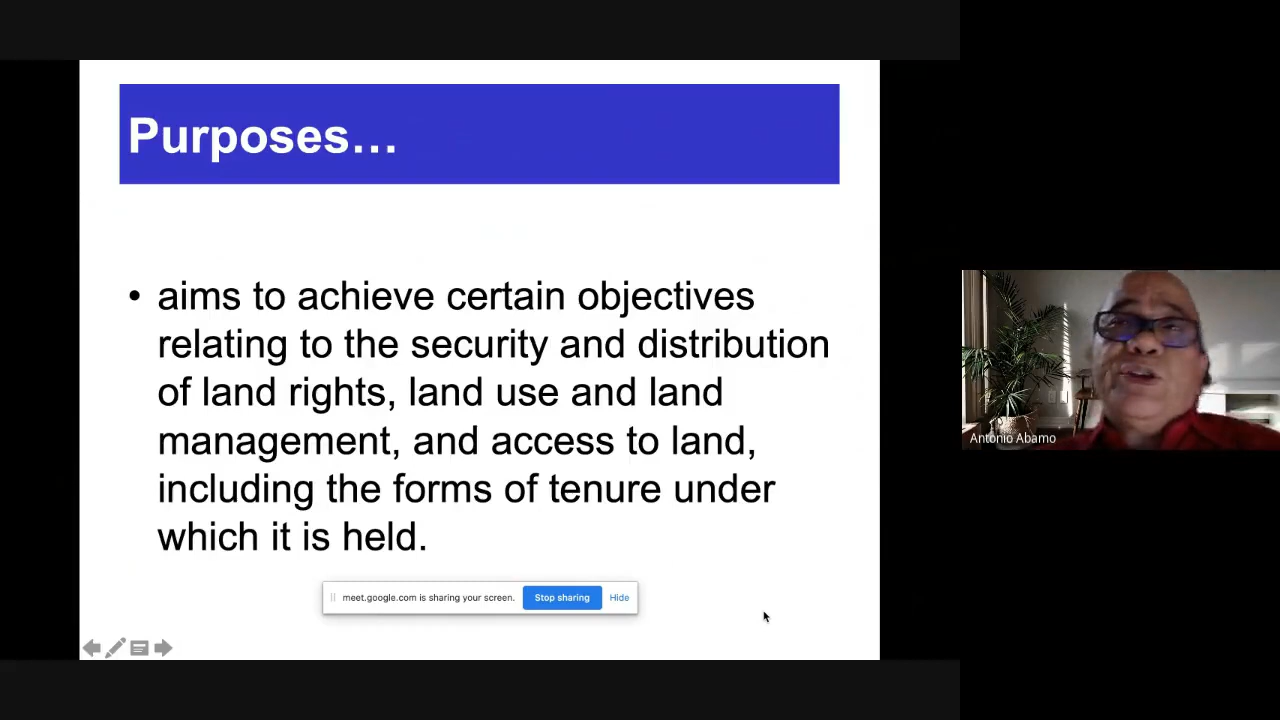 Purposes…
• aims to achieve certain objectives
relating to the security and distribution
of land rights, land use and land
management, and access to land,
including the forms of tenure under
which it is held.
meet.google.com is sharing your screen. Stop sharing Hide
Antonio Abamo